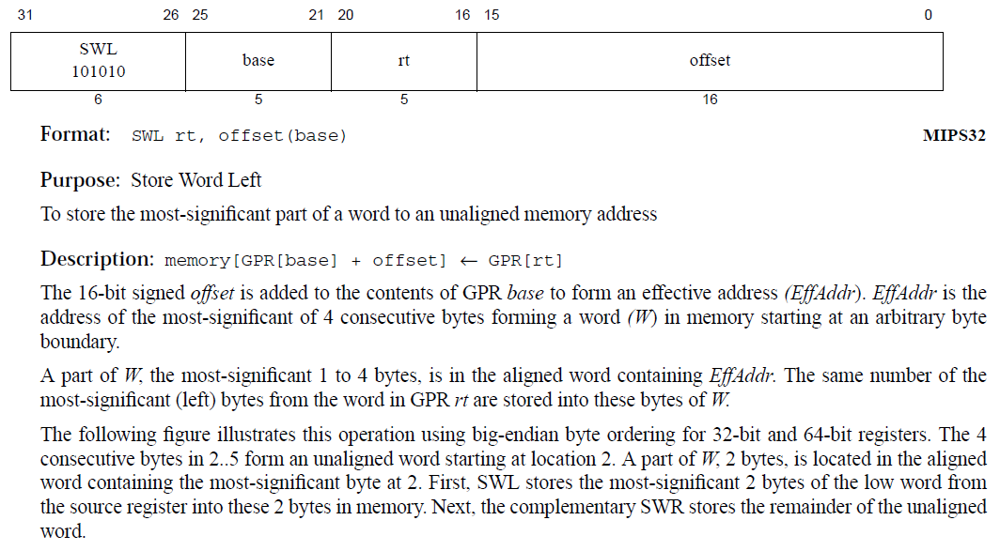 31 26 25 21 20 16 15 0
SWL base rt offset
101010
6 5 5 16
Format: SWL rt, offset(base) MIPS32
Purpose: Store Word Left
To store the most-significant part of a word to an unaligned memory address
Description: memory[GPR[base] + offset] ← GPR[rt]
The 16-bit signed offset is added to the contents of GPR base to form an effective address (EffAddr). EffAddr is the
address of the most-significant of 4 consecutive bytes forming a word (W) in memory starting at an arbitrary byte
boundary.
A part of W, the most-significant 1 to 4 bytes, is in the aligned word containing EffAddr. The same number of the
most-significant (left) bytes from the word in GPR rt are stored into these bytes of W.
The following figure illustrates this operation using big-endian byte ordering for 32-bit and 64-bit registers. The 4
consecutive bytes in 2..5 form an unaligned word starting at location 2. A part of W, 2 bytes, is located in the aligned
word containing the most-significant byte at 2. First, SWL stores the most-significant 2 bytes of the low word from
the source register into these 2 bytes in memory. Next, the complementary SWR stores the remainder of the unaligned
word.